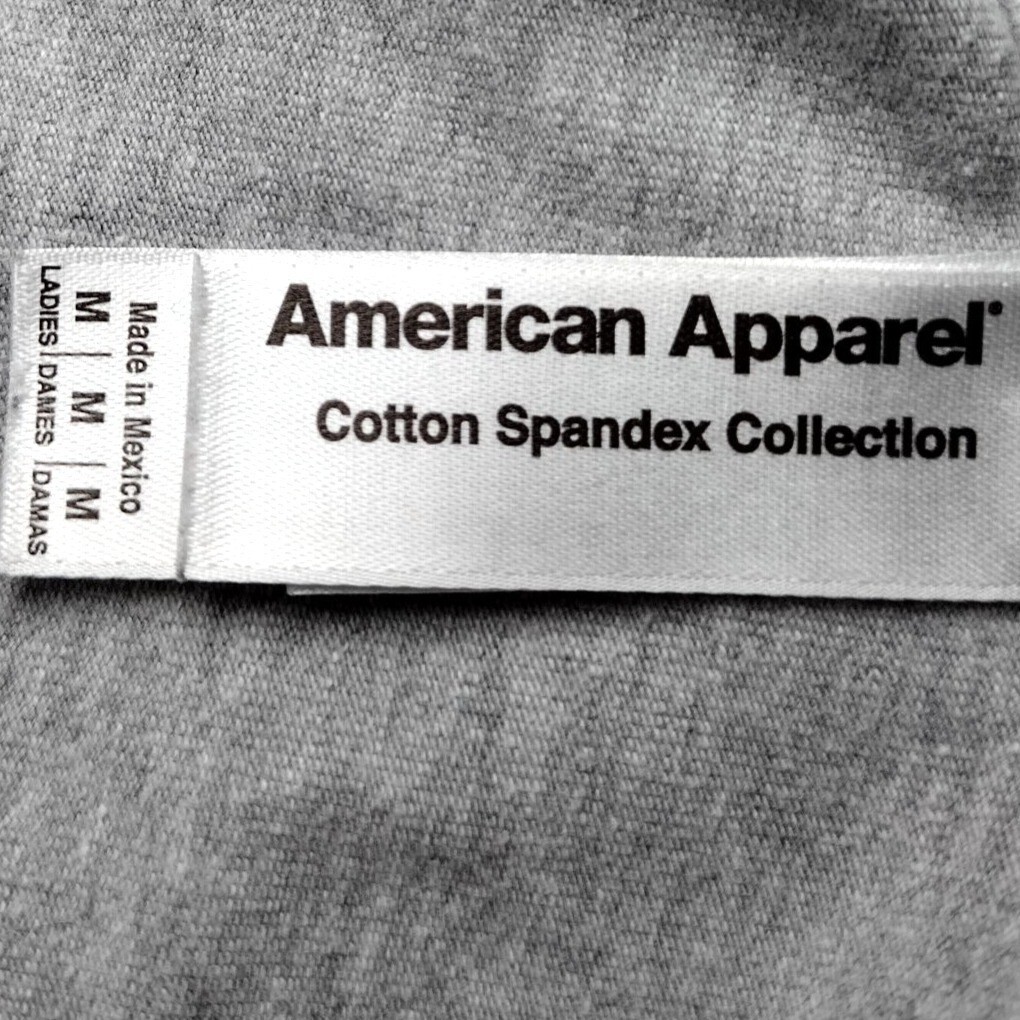 American Apparel
Cotton Spandex Collection
Made in Mexico
M | M | M
LADIES | DAMES | DAMAS